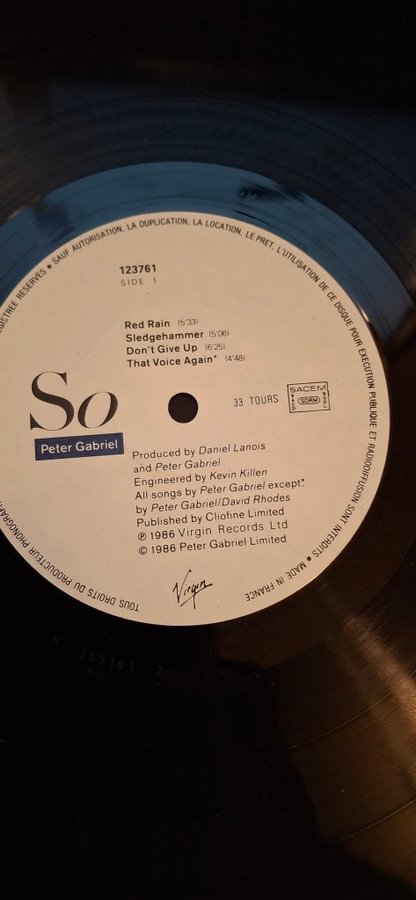 123761
SIDE 1
Red Rain (5'33)
Sledgehammer (5'06)
Don't Give Up (6'25)
That Voice Again* (4'48)
So
Peter Gabriel
33 TOURS
SACEM
SDRM
Produced by Daniel Lanois
and Peter Gabriel
Engineered by Kevin Killen
All songs by Peter Gabriel except*
by Peter Gabriel/David Rhodes
Published by Cliofine Limited
℗ 1986 Virgin Records Ltd
© 1986 Peter Gabriel Limited
Virgin
TOUS DROITS DU PRODUCTEUR PHONOGRAPH
REGISTREE RESERVES • SAUF AUTORISATION, LA DUPLICATION, LA LOCATION, LE PRET, L'UTILISATION DE CE DISQUE POUR EXECUTION PUBLIQUE ET RADIODIFFUSION SONT INTERDITS • MADE IN FRANCE